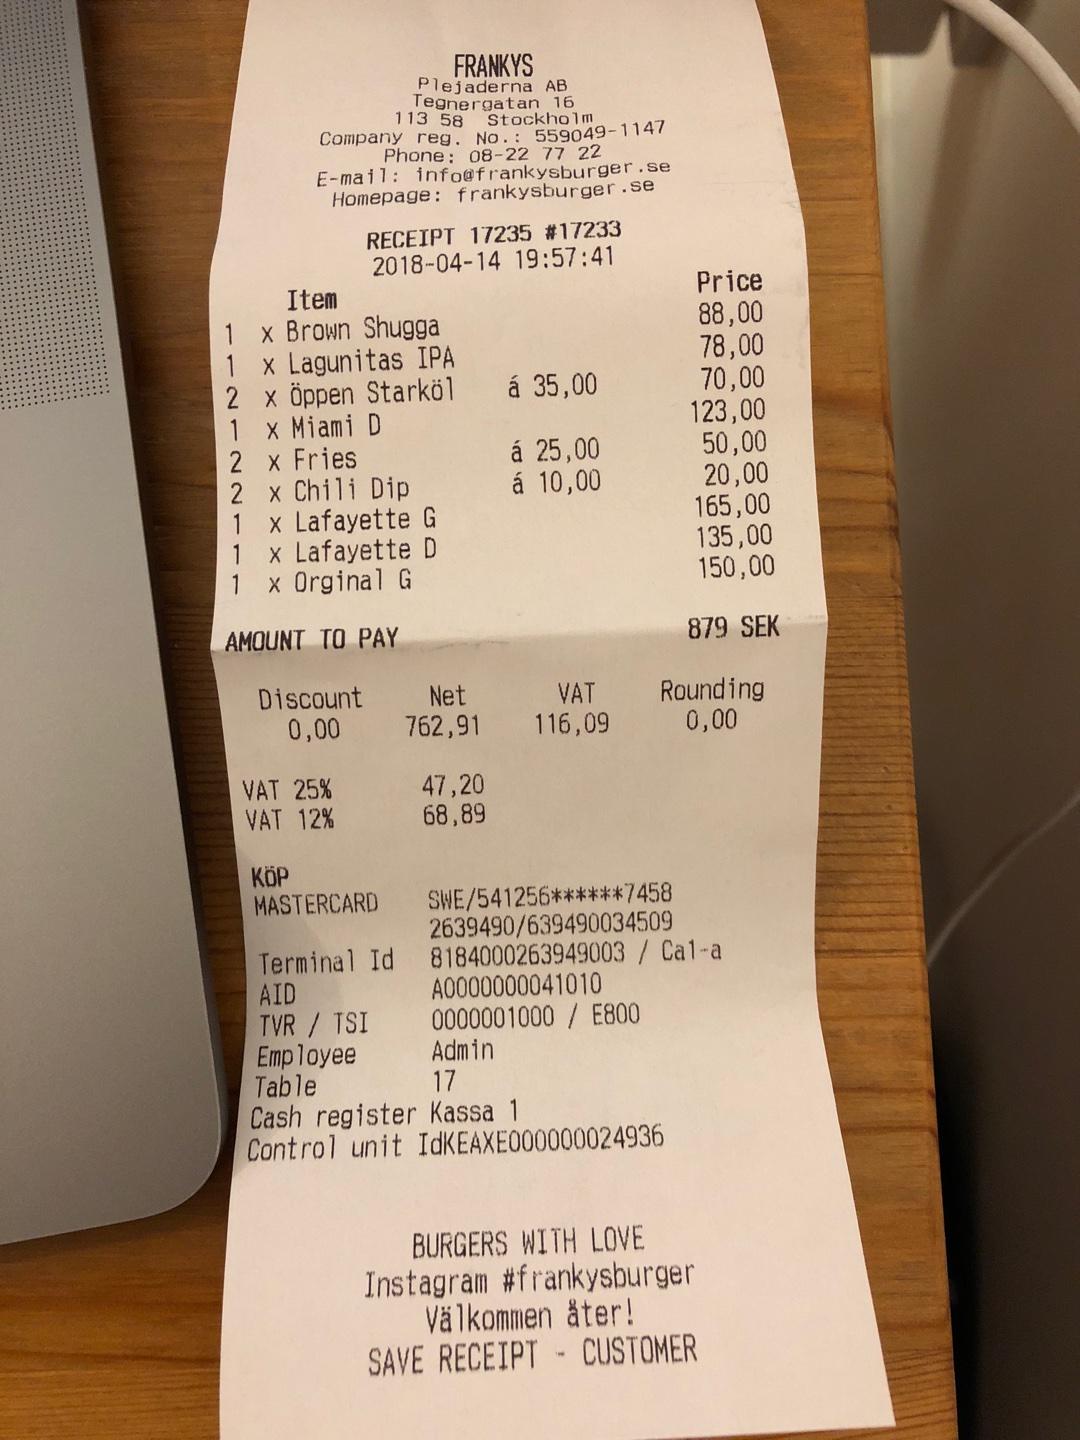 FRANKYS
Plejaderna AB
Tegnergatan 16
113 58 Stockholm
Company reg. No.: 559049-1147
Phone: 08-22 77 22
E-mail: info@frankysburger.se
Homepage: frankysburger.se
RECEIPT 17235 #17233
2018-04-14 19:57:41
Item Price
1 x Brown Shugga 88,00
1 x Lagunitas IPA 78,00
2 x öppen Starköl á 35,00 70,00
1 x Miami D 123,00
2 x Fries á 25,00 50,00
2 x Chili Dip á 10,00 20,00
1 x Lafayette G 165,00
1 x Lafayette D 135,00
1 x Orginal G 150,00
AMOUNT TO PAY 879 SEK
Discount Net VAT Rounding
0,00 762,91 116,09 0,00
VAT 25% 47,20
VAT 12% 68,89
KöP
MASTERCARD SWE/541256******7458
2639490/639490034509
Terminal Id 8184000263949003 / Ca1-a
AID A0000000041010
TVR / TSI 0000001000 / E800
Employee Admin
Table 17
Cash register Kassa 1
Control unit IdKEAXE000000024936
BURGERS WITH LOVE
Instagram #frankysburger
Välkommen åter!
SAVE RECEIPT - CUSTOMER